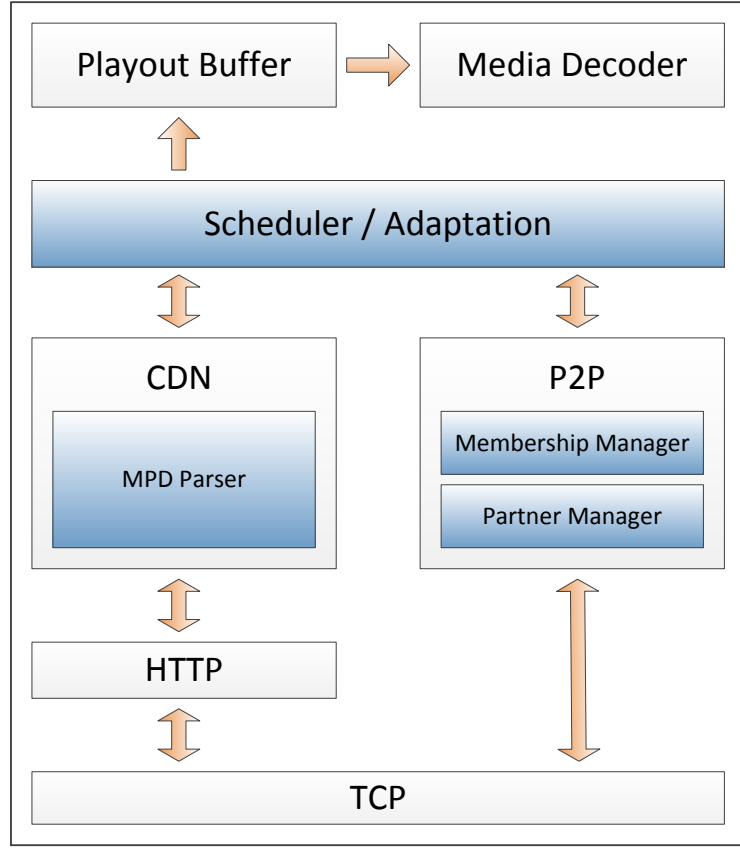 Playout Buffer
Media Decoder
Scheduler / Adaptation
CDN
MPD Parser
P2P
Membership Manager
Partner Manager
HTTP
TCP